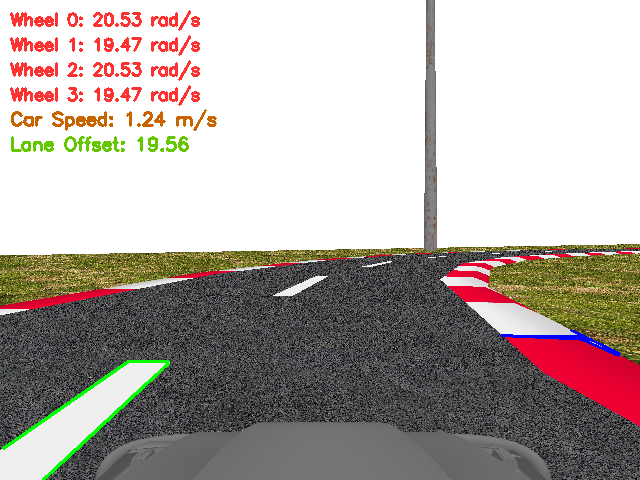 Wheel 0: 20.53 rad/s
Wheel 1: 19.47 rad/s
Wheel 2: 20.53 rad/s
Wheel 3: 19.47 rad/s
Car Speed: 1.24 m/s
Lane Offset: 19.56